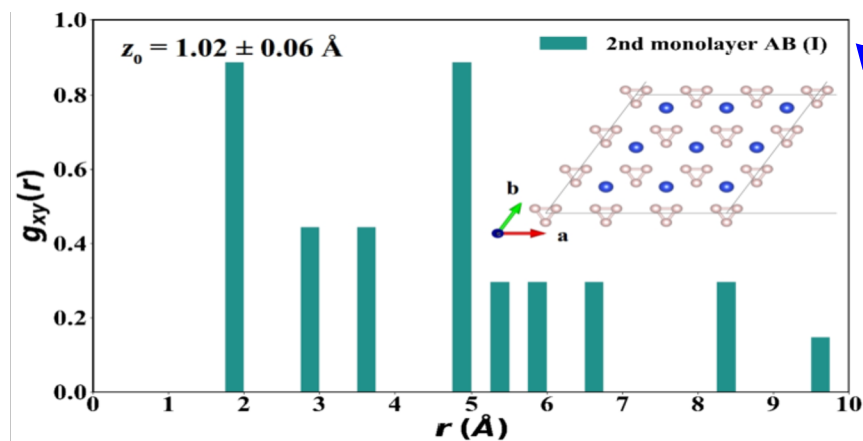 1.0
z₀ = 1.02 ± 0.06 Å
2nd monolayer AB (I)
0.8
0.6
b
a
0.4
0.2
0.0
0 1 2 3 4 5 6 7 8 9 10
g_xy(r)
r (Å)